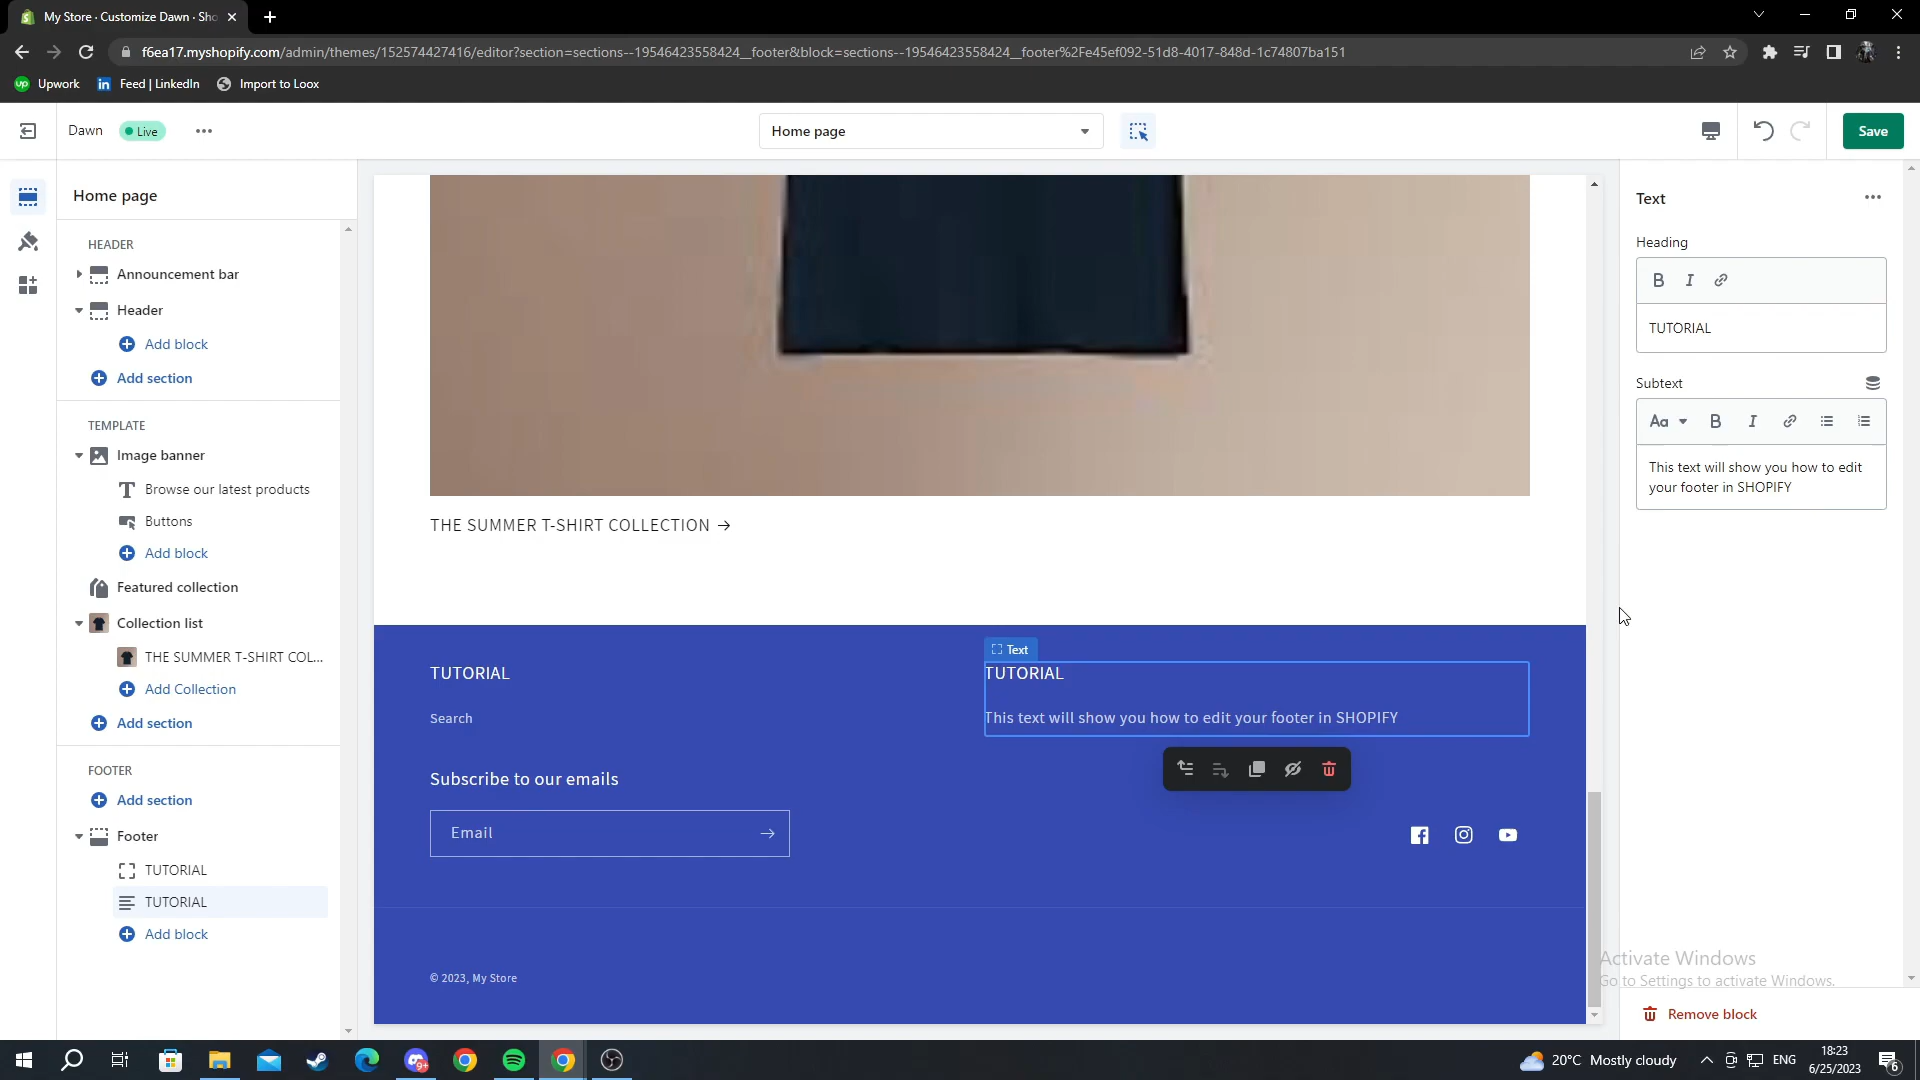 My Store · Customize Dawn · Sho
f6ea17.myshopify.com/admin/themes/152574427416/editor?section=sections--19546423558424__footer&block=sections--19546423558424__footer%2Fe45ef092-51d8-4017-848d-1c74807ba151
Upwork
Feed | LinkedIn
Import to Loox
Dawn
Live
Home page
Save
Home page
HEADER
Announcement bar
Header
Add block
Add section
TEMPLATE
Image banner
Browse our latest products
Buttons
Add block
Featured collection
Collection list
THE SUMMER T-SHIRT COL...
Add Collection
Add section
FOOTER
Add section
Footer
TUTORIAL
TUTORIAL
Add block
THE SUMMER T-SHIRT COLLECTION →
TUTORIAL
Search
Text
TUTORIAL
This text will show you how to edit your footer in SHOPIFY
Subscribe to our emails
Email
© 2023, My Store
Text
Heading
B I
TUTORIAL
Subtext
Aa B I
This text will show you how to edit
your footer in SHOPIFY
Activate Windows
Go to Settings to activate Windows.
Remove block
20°C Mostly cloudy
ENG
18:23
6/25/2023
6